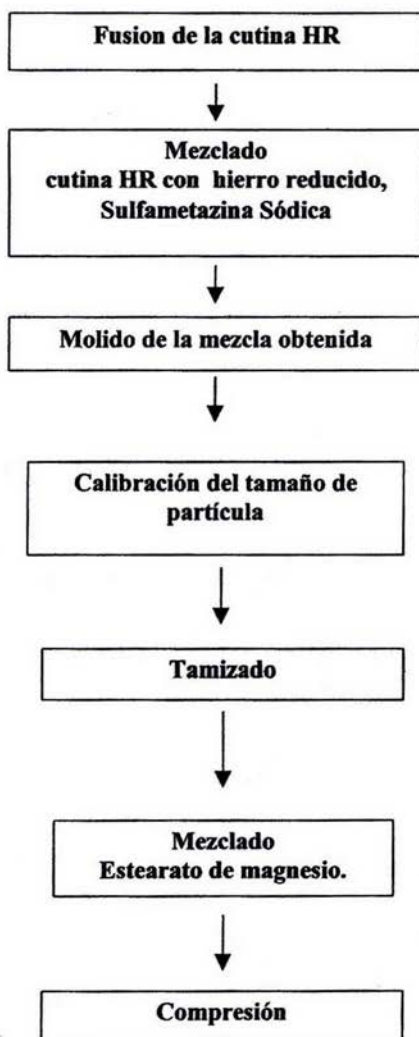 Fusion de la cutina HR
Mezclado
cutina HR con hierro reducido,
Sulfametazina Sódica
Molido de la mezcla obtenida
Calibración del tamaño de
partícula
Tamizado
Mezclado
Estearato de magnesio.
Compresión